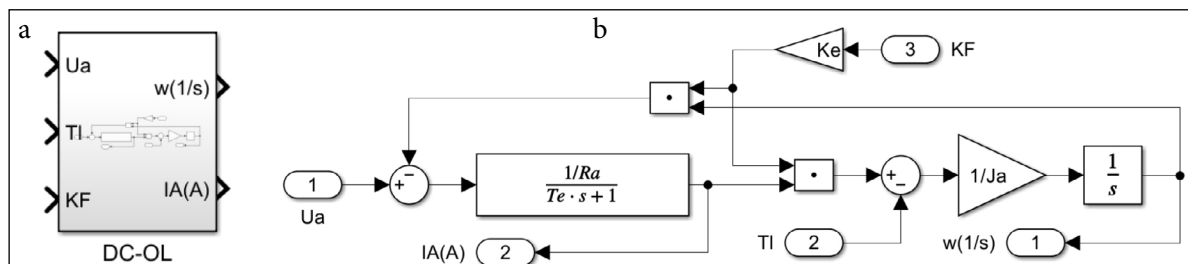 a
Ua
w(1/s)
Tl
IA(A)
KF
DC-OL
b
Ke
3
KF
1
Ua
+
−
1/Ra
Te · s + 1
IA(A)
2
Tl
2
+
−
1/Ja
1
s
w(1/s)
1